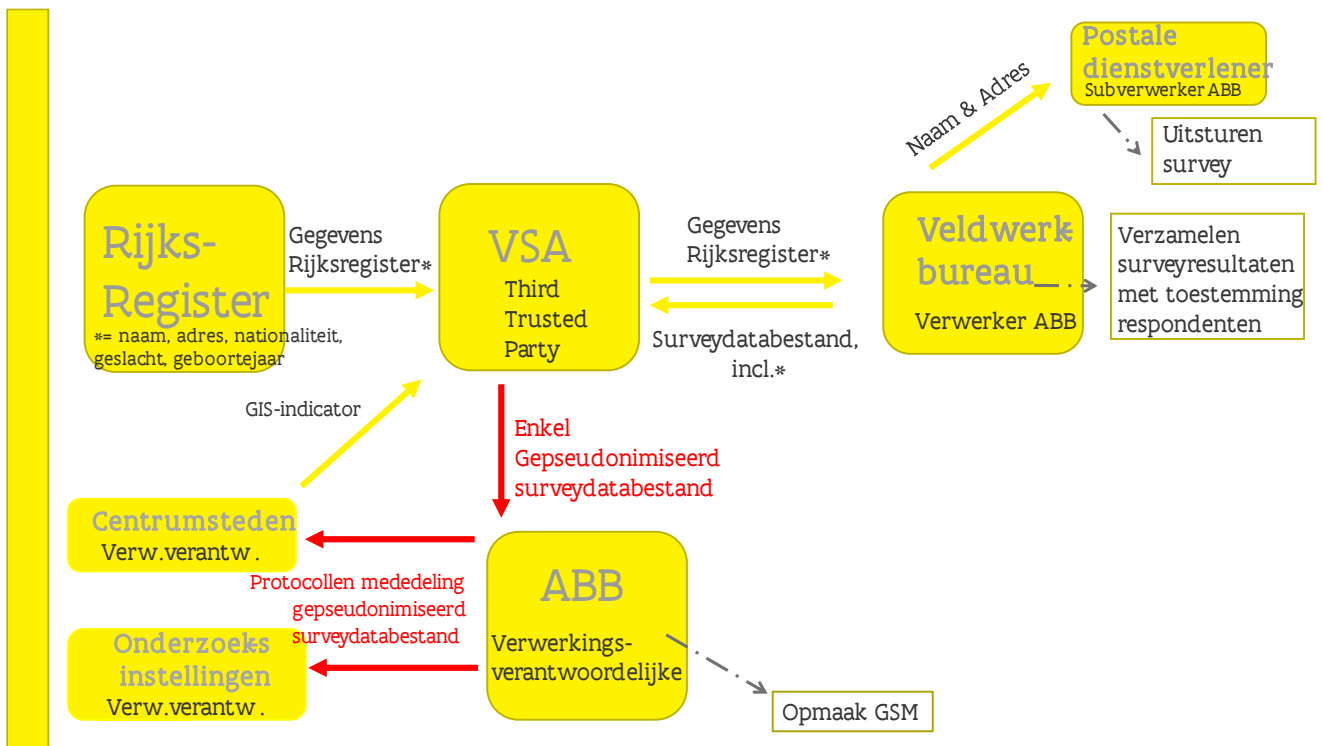 Postale
dienstverlener
Subverwerker ABB
Naam & Adres
Uitsturen
survey
Rijks-
Register
*= naam, adres, nationaliteit,
geslacht, geboortejaar
Gegevens
Rijksregister*
VSA
Third
Trusted
Party
Gegevens
Rijksregister*
Surveydatabestand,
incl.*
Veldwerk-
bureau
Verwerker ABB
Verzamelen
surveyresultaten
met toestemming
respondenten
GIS-indicator
Enkel
Gepseudonimiseerd
surveydatabestand
Centrumsteden
Verw.verantw .
Protocollen mededeling
gepseudonimiseerd
surveydatabestand
ABB
Verwerkings-
verantwoordelijke
Onderzoeks-
instellingen
Verw.verantw .
Opmaak GSM